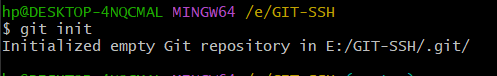 hp@DESKTOP-4NQCMAL MINGW64 /e/GIT-SSH
$ git init
Initialized empty Git repository in E:/GIT-SSH/.git/